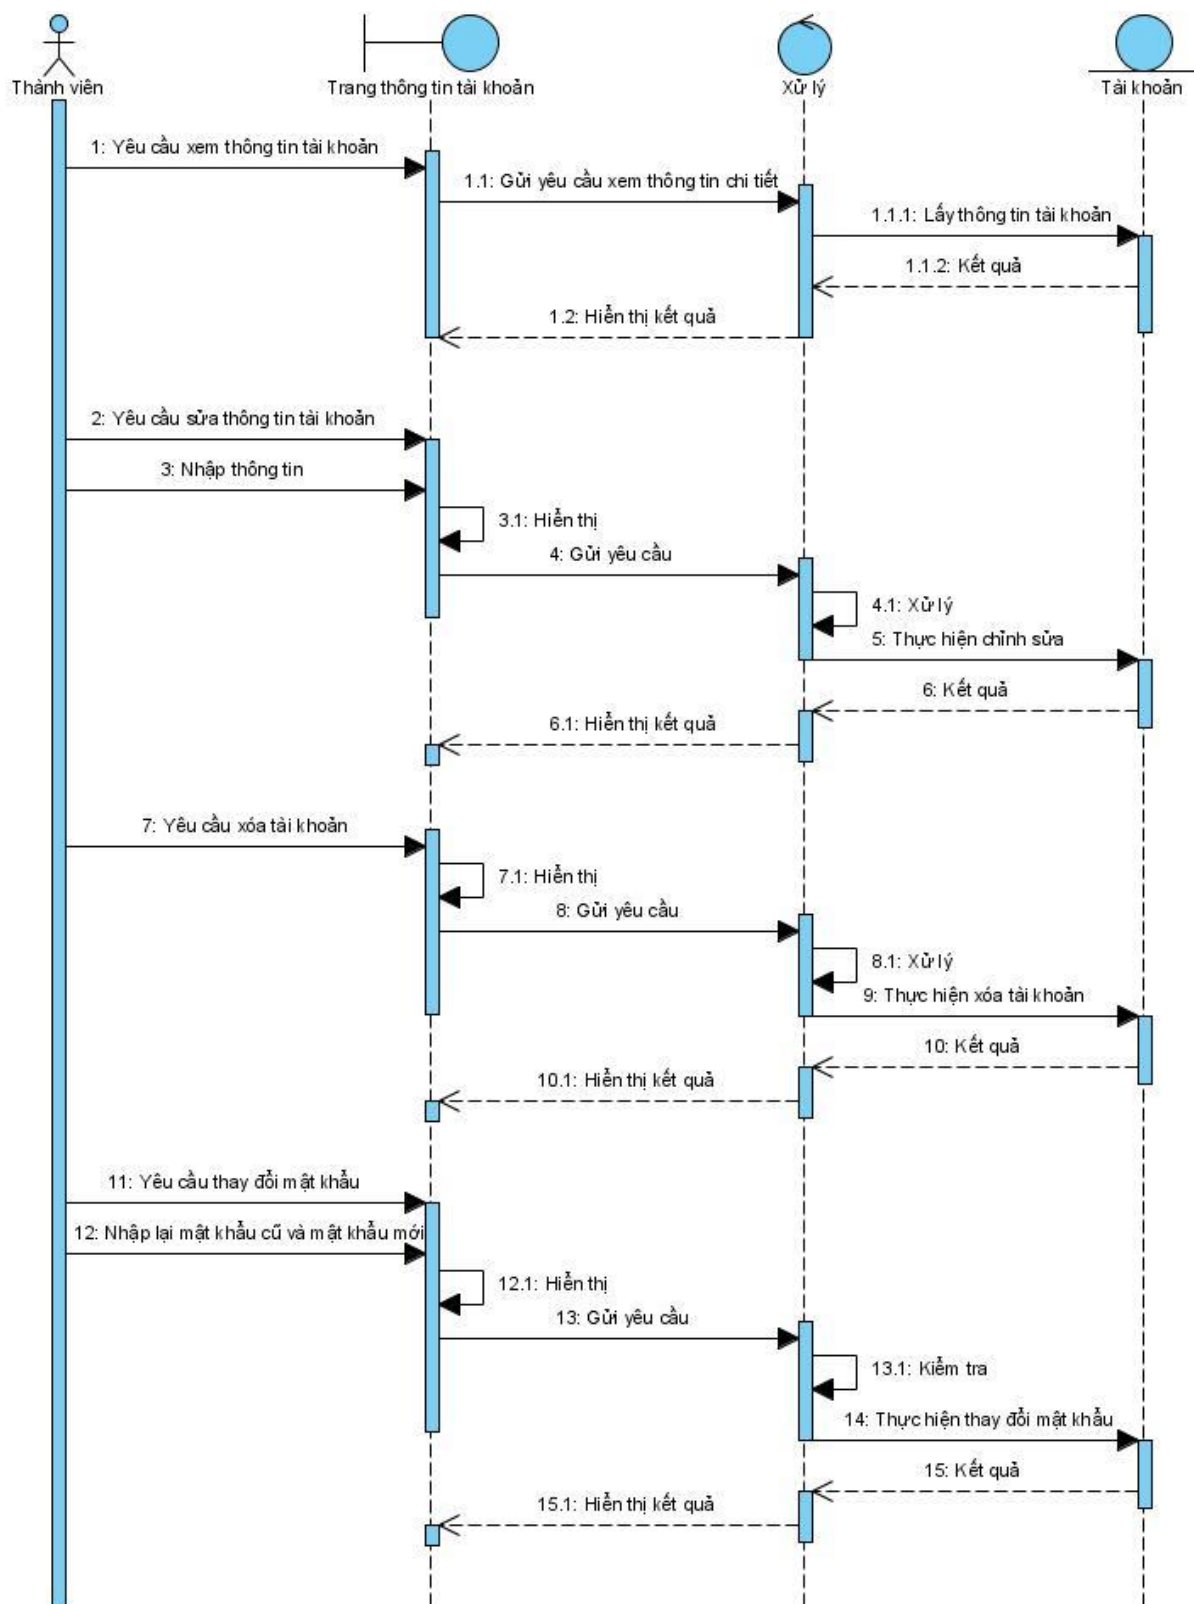 Thành viên
Trang thông tin tài khoản
Xử lý
Tài khoản
1: Yêu cầu xem thông tin tài khoản
1.1: Gửi yêu cầu xem thông tin chi tiết
1.1.1: Lấy thông tin tài khoản
1.1.2: Kết quả
1.2: Hiển thị kết quả
2: Yêu cầu sửa thông tin tài khoản
3: Nhập thông tin
3.1: Hiển thị
4: Gửi yêu cầu
4.1: Xử lý
5: Thực hiện chỉnh sửa
6: Kết quả
6.1: Hiển thị kết quả
7: Yêu cầu xóa tài khoản
7.1: Hiển thị
8: Gửi yêu cầu
8.1: Xử lý
9: Thực hiện xóa tài khoản
10: Kết quả
10.1: Hiển thị kết quả
11: Yêu cầu thay đổi mật khẩu
12: Nhập lại mật khẩu cũ và mật khẩu mới
12.1: Hiển thị
13: Gửi yêu cầu
13.1: Kiểm tra
14: Thực hiện thay đổi mật khẩu
15: Kết quả
15.1: Hiển thị kết quả